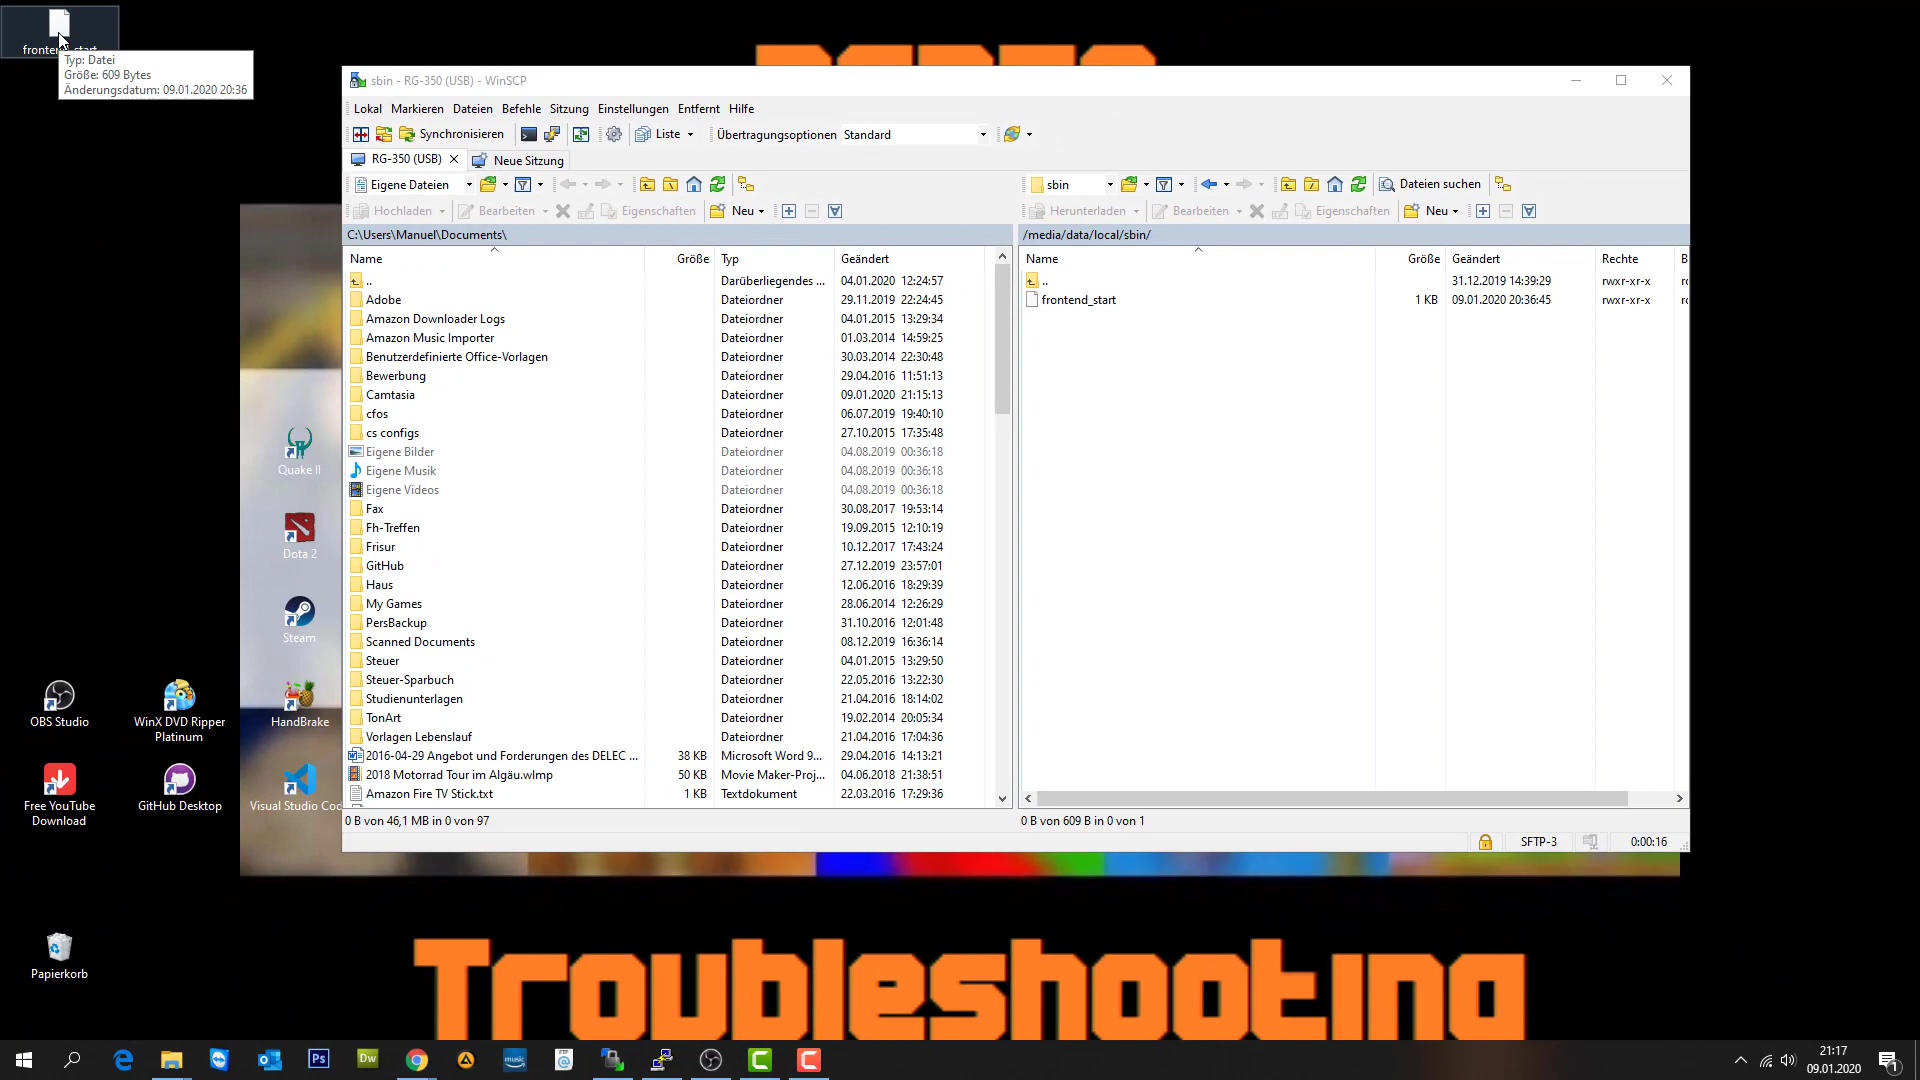 frontend_start
Typ: Datei
Größe: 609 Bytes
Änderungsdatum: 09.01.2020 20:36
sbin - RG-350 (USB) - WinSCP
Lokal Markieren Dateien Befehle Sitzung Einstellungen Entfernt Hilfe
Synchronisieren Liste Übertragungsoptionen Standard
RG-350 (USB) Neue Sitzung
Eigene Dateien sbin Dateien suchen
Hochladen Bearbeiten Eigenschaften Neu Herunterladen Bearbeiten Eigenschaften Neu
C:\Users\Manuel\Documents\ /media/data/local/sbin/
Name Größe Typ Geändert Name Größe Geändert Rechte B
.. Darüberliegendes ... 04.01.2020 12:24:57 .. 31.12.2019 14:39:29 rwxr-xr-x
Adobe Dateiordner 29.11.2019 22:24:45 frontend_start 1 KB 09.01.2020 20:36:45 rwxr-xr-x
Amazon Downloader Logs Dateiordner 04.01.2015 13:29:34
Amazon Music Importer Dateiordner 01.03.2014 14:59:25
Benutzerdefinierte Office-Vorlagen Dateiordner 30.03.2014 22:30:48
Bewerbung Dateiordner 29.04.2016 11:51:13
Camtasia Dateiordner 09.01.2020 21:15:13
cfos Dateiordner 06.07.2019 19:40:10
cs configs Dateiordner 27.10.2015 17:35:48
Eigene Bilder Dateiordner 04.08.2019 00:36:18
Eigene Musik Dateiordner 04.08.2019 00:36:18
Eigene Videos Dateiordner 04.08.2019 00:36:18
Fax Dateiordner 30.08.2017 19:53:14
Fh-Treffen Dateiordner 19.09.2015 12:10:19
Frisur Dateiordner 10.12.2017 17:43:24
GitHub Dateiordner 27.12.2019 23:57:01
Haus Dateiordner 12.06.2016 18:29:39
My Games Dateiordner 28.06.2014 12:26:29
PersBackup Dateiordner 31.10.2016 12:01:48
Scanned Documents Dateiordner 08.12.2019 16:36:14
Steuer Dateiordner 04.01.2015 13:29:50
Steuer-Sparbuch Dateiordner 22.05.2016 13:22:30
Studienunterlagen Dateiordner 21.04.2016 18:14:02
TonArt Dateiordner 19.02.2014 20:05:34
Vorlagen Lebenslauf Dateiordner 21.04.2016 17:04:36
2016-04-29 Angebot und Forderungen des DELEC ... 38 KB Microsoft Word 9... 29.04.2016 14:13:21
2018 Motorrad Tour im Algäu.wlmp 50 KB Movie Maker-Proj... 04.06.2018 21:38:51
Amazon Fire TV Stick.txt 1 KB Textdokument 22.03.2016 17:29:36
0 B von 46,1 MB in 0 von 97 0 B von 609 B in 0 von 1
SFTP-3 0:00:16
Quake II
Dota 2
Steam
OBS Studio
WinX DVD Ripper
Platinum
HandBrake
Free YouTube
Download
GitHub Desktop
Visual Studio Cod
Papierkorb
Troubleshooting
Ps Dw music FTP
21:17
09.01.2020
1